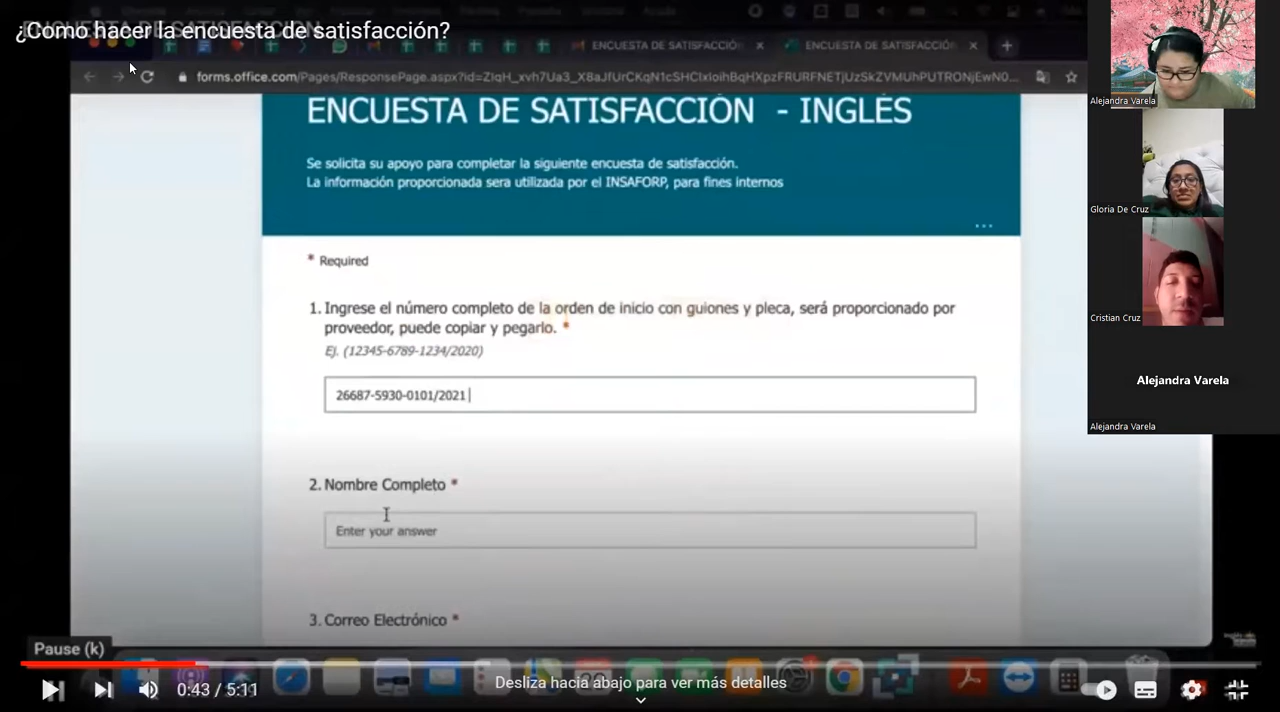 ¿Como hacer la encuesta de satisfacción?
ENCUESTA DE SATISFACCIÓ
ENCUESTA DE SATISFACCIÓ
forms.office.com/Pages/ResponsePage.aspx?id=
ENCUESTA DE SATISFACCIÓN - INGLÉS
Se solicita su apoyo para completar la siguiente encuesta de satisfacción.
La información proporcionada sera utilizada por el INSAFORP, para fines internos
...
* Required
1. Ingrese el número completo de la orden de inicio con guiones y pleca, será proporcionado por
proveedor, puede copiar y pegarlo. *
Ej. (12345-6789-1234/2020)
26687-5930-0101/2021
2. Nombre Completo *
Enter your answer
3. Correo Electrónico *
Pause (k)
0:43 / 5:11
Desliza hacia abajo para ver más detalles
Alejandra Varela
Gloria De Cruz
Cristian Cruz
Alejandra Varela
Alejandra Varela